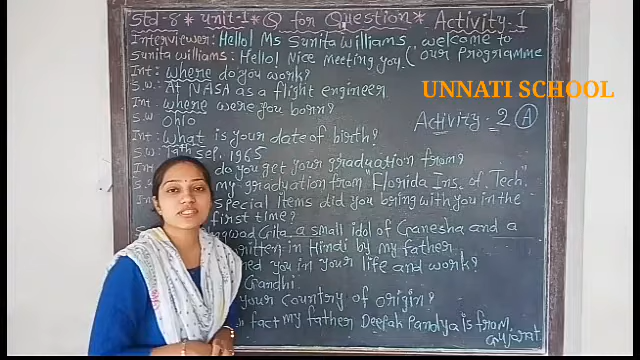 Std-8 * unit-1 * Q for Question * Activity-1
Interviewer: Hello! Ms Sunita Williams welcome to
our programme
Sunita Williams: Hello! Nice meeting you.
Int: where do you work?
S.W: At NASA as a flight engineer
Int: where were you born?
S.W Ohio
Int: what is your date of birth?
S.W: 19th Sep. 1965
Int do you get your graduation from?
S. my graduation from "Florida Ins. of. Tech.
Int special items did you bring with you in the
first time?
Gita a small idol of Ganesha and a
written in Hindi by my father
you in your life and work?
Gandhi
your country of origin?
fact my father Deepak Pandya is from
Gujarat
UNNATI SCHOOL
Activity-2 A